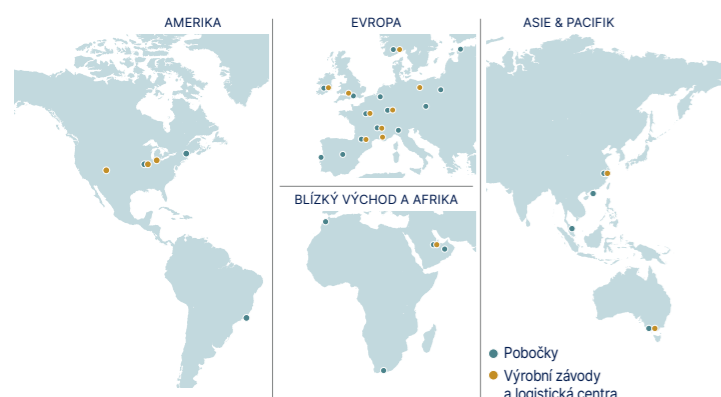 AMERIKA
EVROPA
ASIE & PACIFIK
BLÍZKÝ VÝCHOD A AFRIKA
Pobočky
Výrobní závody
a logistická centra